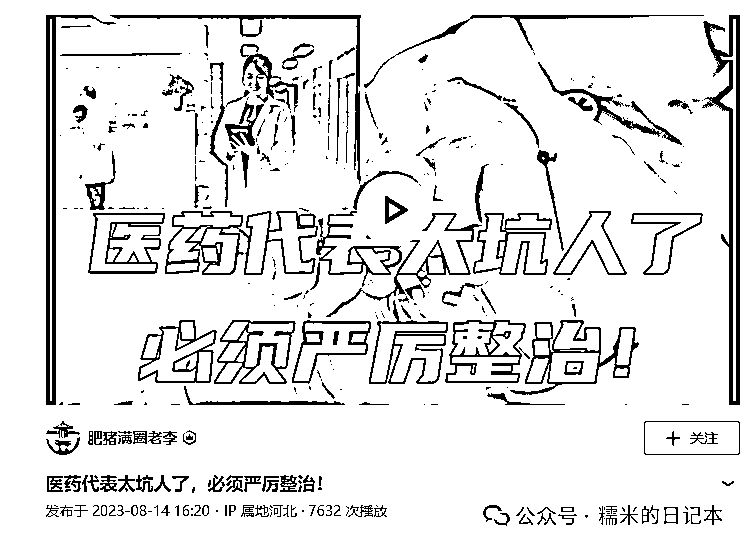 医药代表太坑人了
必须严厉整治!
肥猪满圈老李
+ 关注
医药代表太坑人了，必须严厉整治!
发布于 2023-08-14 16:20 · IP 属地河北 · 7632 次播放
公众号 · 糯米的日记本